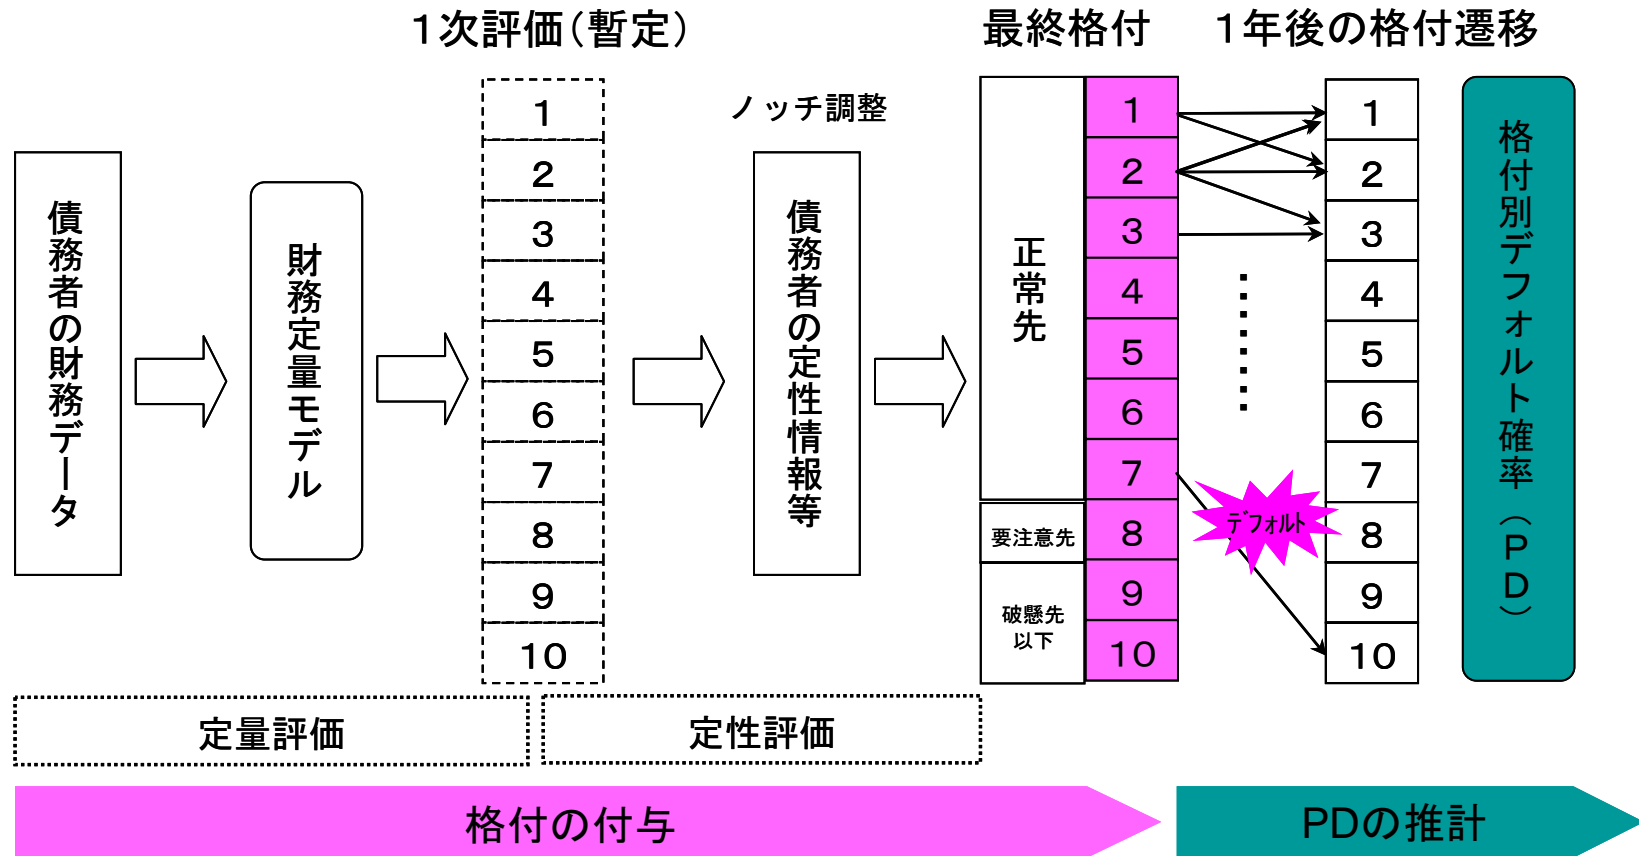 1次評価（暫定）
最終格付
1年後の格付遷移
債務者の財務データ
財務定量モデル
1
2
3
4
5
6
7
8
9
10
ノッチ調整
債務者の定性情報等
正常先
要注意先
破懸先
以下
1
2
3
4
5
6
7
8
9
10
デフォルト
1
2
3
4
5
6
7
8
9
10
格付別デフォルト確率（PD）
定量評価
定性評価
格付の付与
PDの推計